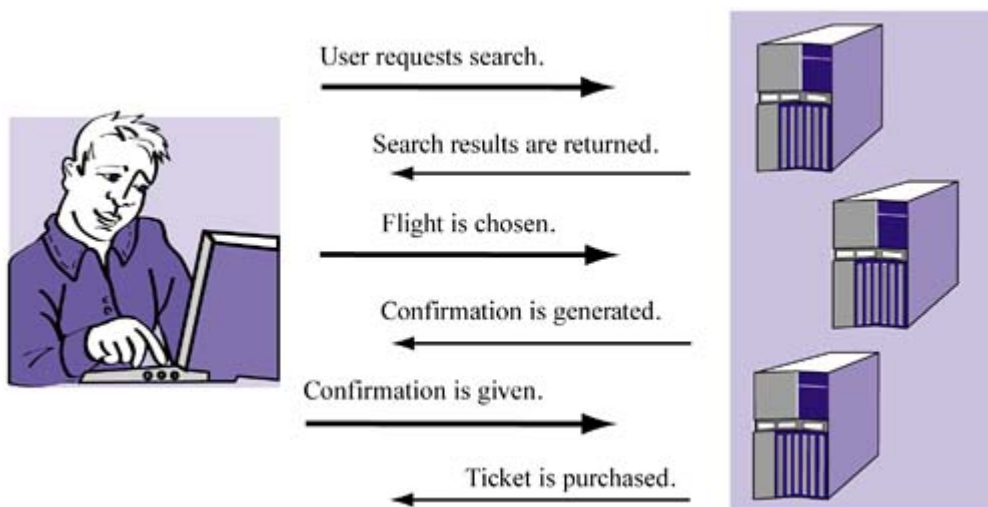 User requests search.
Search results are returned.
Flight is chosen.
Confirmation is generated.
Confirmation is given.
Ticket is purchased.